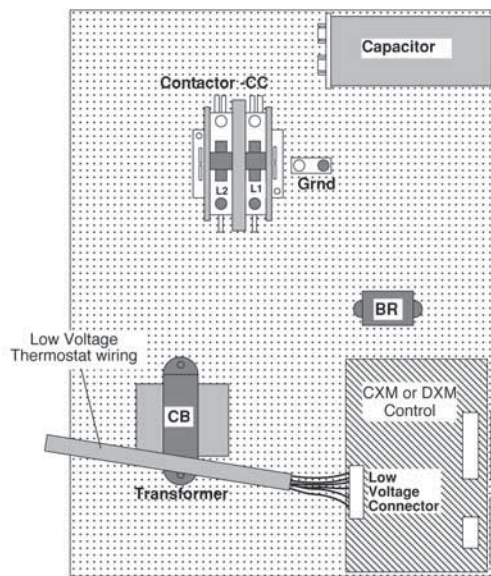 Capacitor
Contactor -CC
L2
L1
Grnd
BR
Low Voltage
Thermostat wiring
CB
CXM or DXM
Control
Low
Voltage
Connector
Transformer